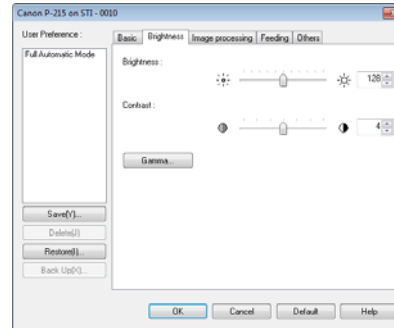 Canon P-215 on STI - 0010
User Preference :
Full Automatic Mode
Save(Y)...
Delete(J)
Restore(I)...
Back Up(X)...
Basic Brightness Image processing Feeding Others
Brightness :
128
Contrast :
4
Gamma...
OK Cancel Default Help